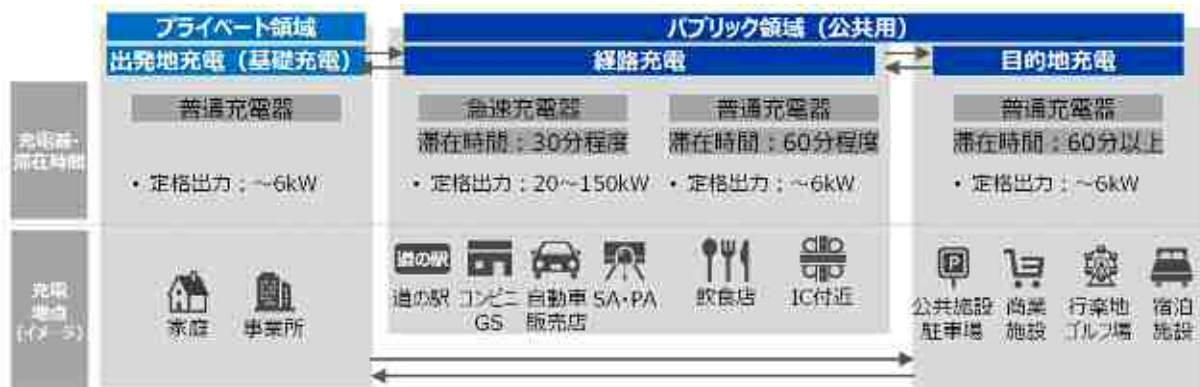 プライベート領域
パブリック領域（公共用）
出発地充電（基礎充電）
経路充電
目的地充電
充電器・
滞在時間
普通充電器
・定格出力：～6kW
急速充電器
滞在時間：30分程度
・定格出力：20～150kW
普通充電器
滞在時間：60分程度
・定格出力：～6kW
普通充電器
滞在時間：60分以上
・定格出力：～6kW
充電
地点
(イメージ)
家庭
事業所
道の駅
道の駅
コンビニ
GS
自動車
販売店
SA・PA
飲食店
IC付近
P
公共施設
駐車場
商業
施設
行楽地
ゴルフ場
宿泊
施設